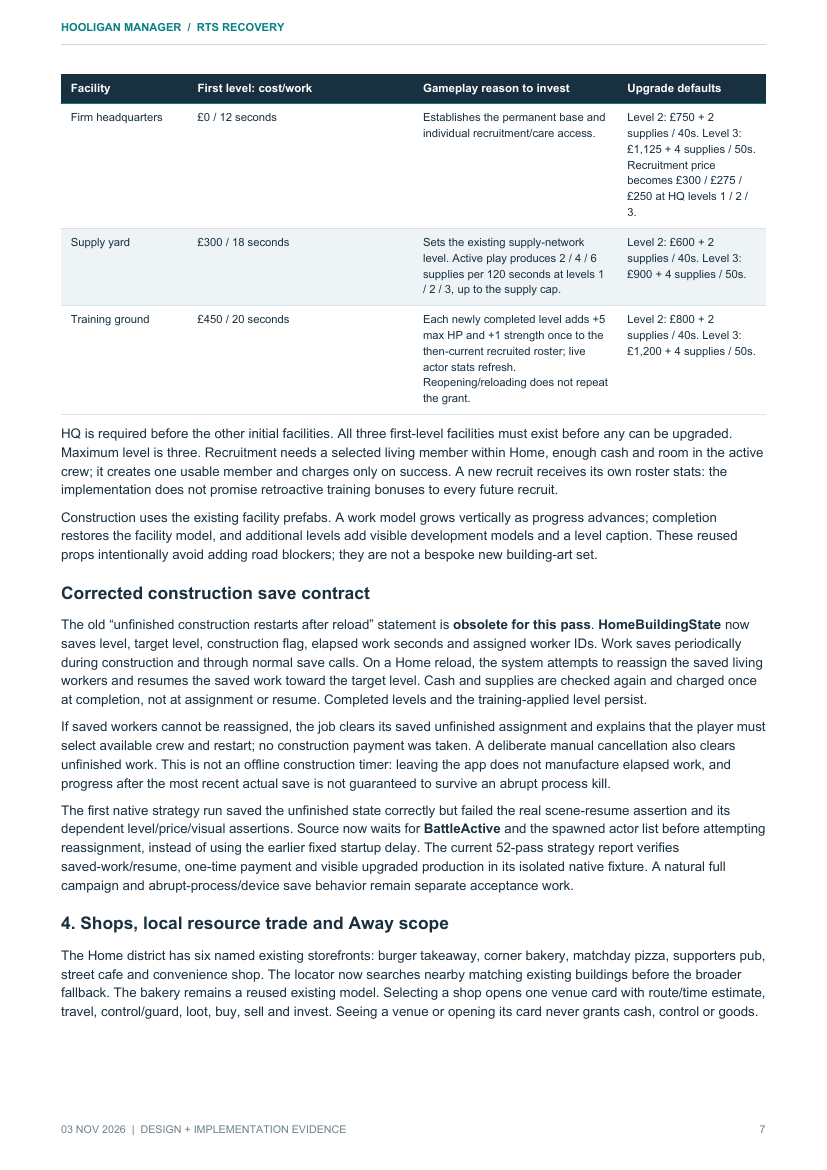 HOOLIGAN MANAGER / RTS RECOVERY
Facility
First level: cost/work
Gameplay reason to invest
Upgrade defaults
Firm headquarters
£0 / 12 seconds
Establishes the permanent base and
individual recruitment/care access.
Level 2: £750 + 2
supplies / 40s. Level 3:
£1,125 + 4 supplies / 50s.
Recruitment price
becomes £300 / £275 /
£250 at HQ levels 1 / 2 /
3.
Supply yard
£300 / 18 seconds
Sets the existing supply-network
level. Active play produces 2 / 4 / 6
supplies per 120 seconds at levels 1
/ 2 / 3, up to the supply cap.
Level 2: £600 + 2
supplies / 40s. Level 3:
£900 + 4 supplies / 50s.
Training ground
£450 / 20 seconds
Each newly completed level adds +5
max HP and +1 strength once to the
then-current recruited roster; live
actor stats refresh.
Reopening/reloading does not repeat
the grant.
Level 2: £800 + 2
supplies / 40s. Level 3:
£1,200 + 4 supplies / 50s.
HQ is required before the other initial facilities. All three first-level facilities must exist before any can be upgraded.
Maximum level is three. Recruitment needs a selected living member within Home, enough cash and room in the active
crew; it creates one usable member and charges only on success. A new recruit receives its own roster stats: the
implementation does not promise retroactive training bonuses to every future recruit.
Construction uses the existing facility prefabs. A work model grows vertically as progress advances; completion
restores the facility model, and additional levels add visible development models and a level caption. These reused
props intentionally avoid adding road blockers; they are not a bespoke new building-art set.
Corrected construction save contract
The old “unfinished construction restarts after reload” statement is obsolete for this pass. HomeBuildingState now
saves level, target level, construction flag, elapsed work seconds and assigned worker IDs. Work saves periodically
during construction and through normal save calls. On a Home reload, the system attempts to reassign the saved living
workers and resumes the saved work toward the target level. Cash and supplies are checked again and charged once
at completion, not at assignment or resume. Completed levels and the training-applied level persist.
If saved workers cannot be reassigned, the job clears its saved unfinished assignment and explains that the player must
select available crew and restart; no construction payment was taken. A deliberate manual cancellation also clears
unfinished work. This is not an offline construction timer: leaving the app does not manufacture elapsed work, and
progress after the most recent actual save is not guaranteed to survive an abrupt process kill.
The first native strategy run saved the unfinished state correctly but failed the real scene-resume assertion and its
dependent level/price/visual assertions. Source now waits for BattleActive and the spawned actor list before attempting
reassignment, instead of using the earlier fixed startup delay. The current 52-pass strategy report verifies
saved-work/resume, one-time payment and visible upgraded production in its isolated native fixture. A natural full
campaign and abrupt-process/device save behavior remain separate acceptance work.
4. Shops, local resource trade and Away scope
The Home district has six named existing storefronts: burger takeaway, corner bakery, matchday pizza, supporters pub,
street cafe and convenience shop. The locator now searches nearby matching existing buildings before the broader
fallback. The bakery remains a reused existing model. Selecting a shop opens one venue card with route/time estimate,
travel, control/guard, loot, buy, sell and invest. Seeing a venue or opening its card never grants cash, control or goods.
03 NOV 2026 | DESIGN + IMPLEMENTATION EVIDENCE
7